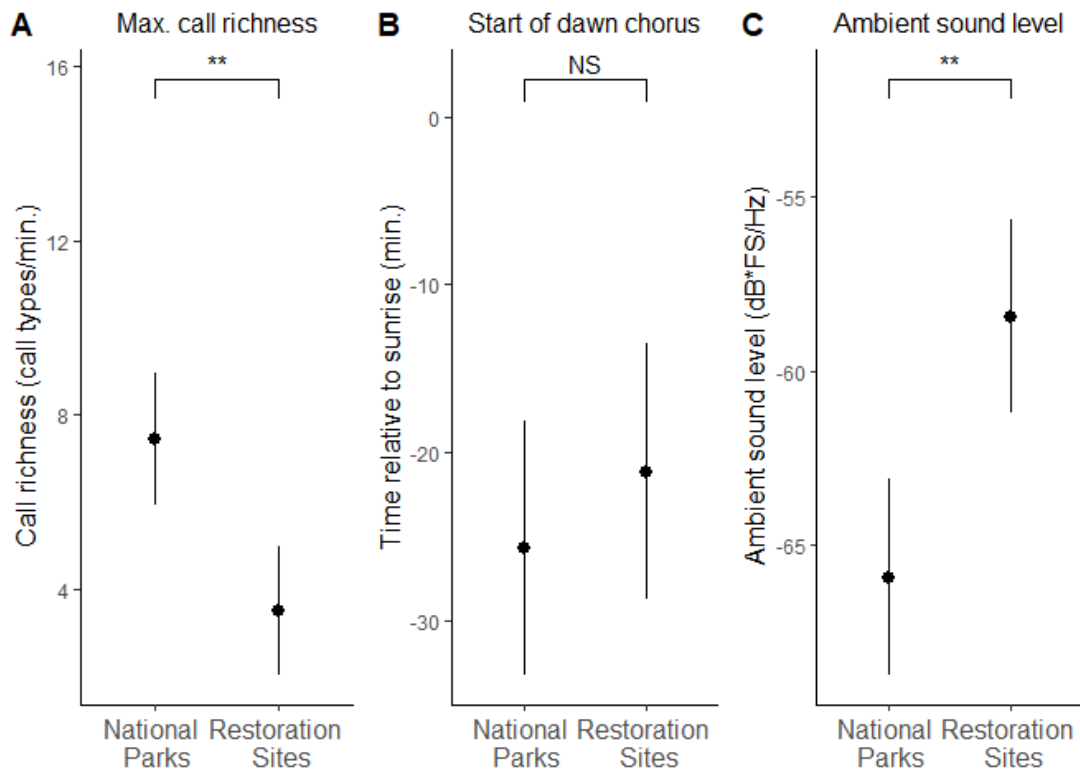 A Max. call richness
**
16
12
8
4
Call richness (call types/min.)
National Restoration
Parks Sites
B Start of dawn chorus
NS
0
-10
-20
-30
Time relative to sunrise (min.)
National Restoration
Parks Sites
C Ambient sound level
**
-55
-60
-65
Ambient sound level (dB*FS/Hz)
National Restoration
Parks Sites